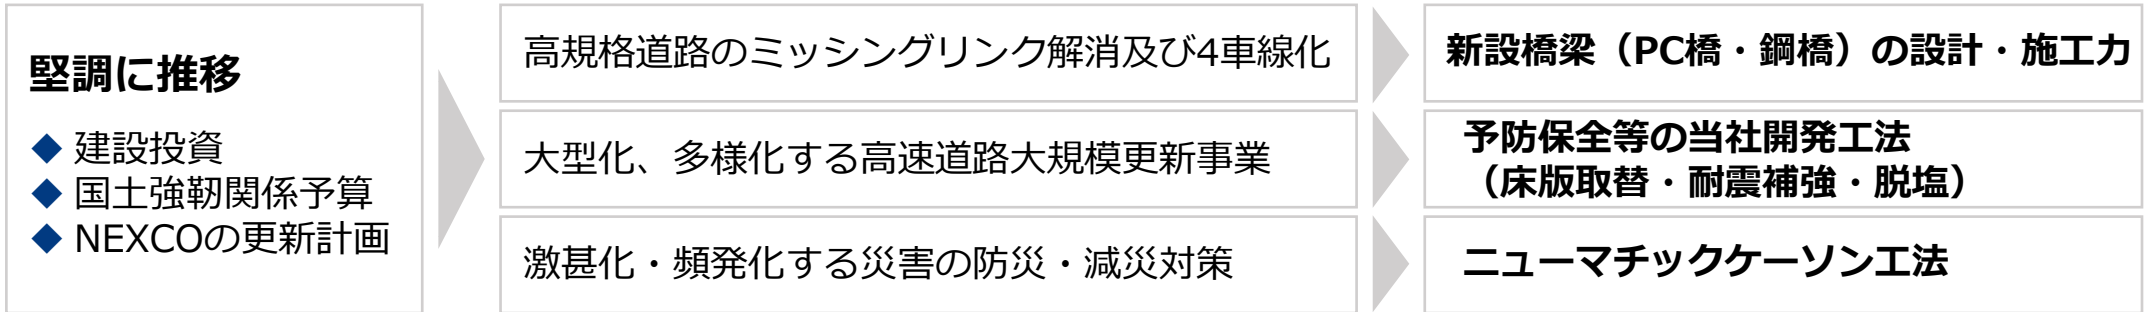 堅調に推移
◆ 建設投資
◆ 国土強靭関係予算
◆ NEXCOの更新計画
高規格道路のミッシングリンク解消及び4車線化
新設橋梁（PC橋・鋼橋）の設計・施工力
大型化、多様化する高速道路大規模更新事業
予防保全等の当社開発工法
（床版取替・耐震補強・脱塩）
激甚化・頻発化する災害の防災・減災対策
ニューマチックケーソン工法